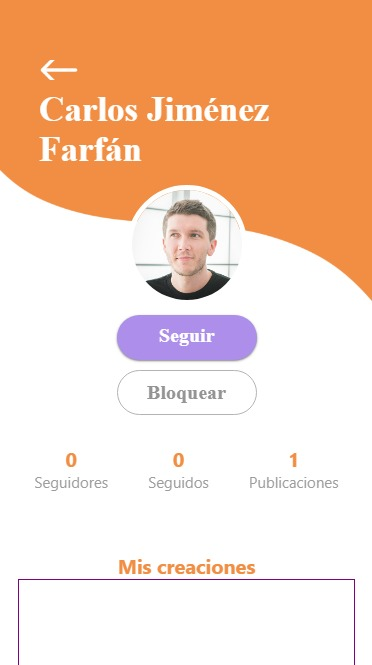 Carlos Jiménez
Farfán
Seguir
Bloquear
0 0 1
Seguidores Seguidos Publicaciones
Mis creaciones